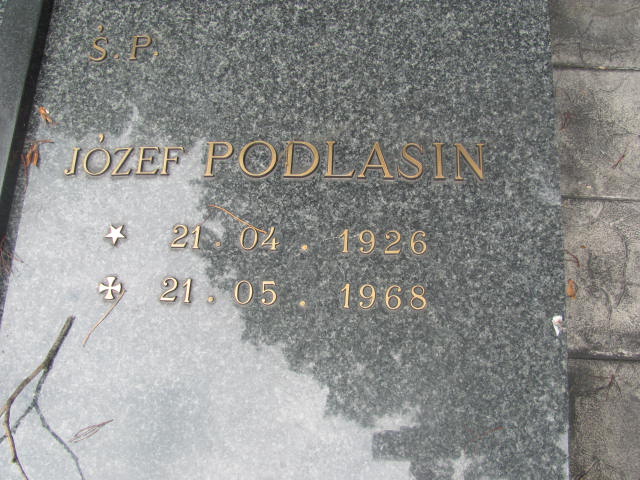 Ś.P.
JÓZEF PODLASIN
21.04.1926
21.05.1968